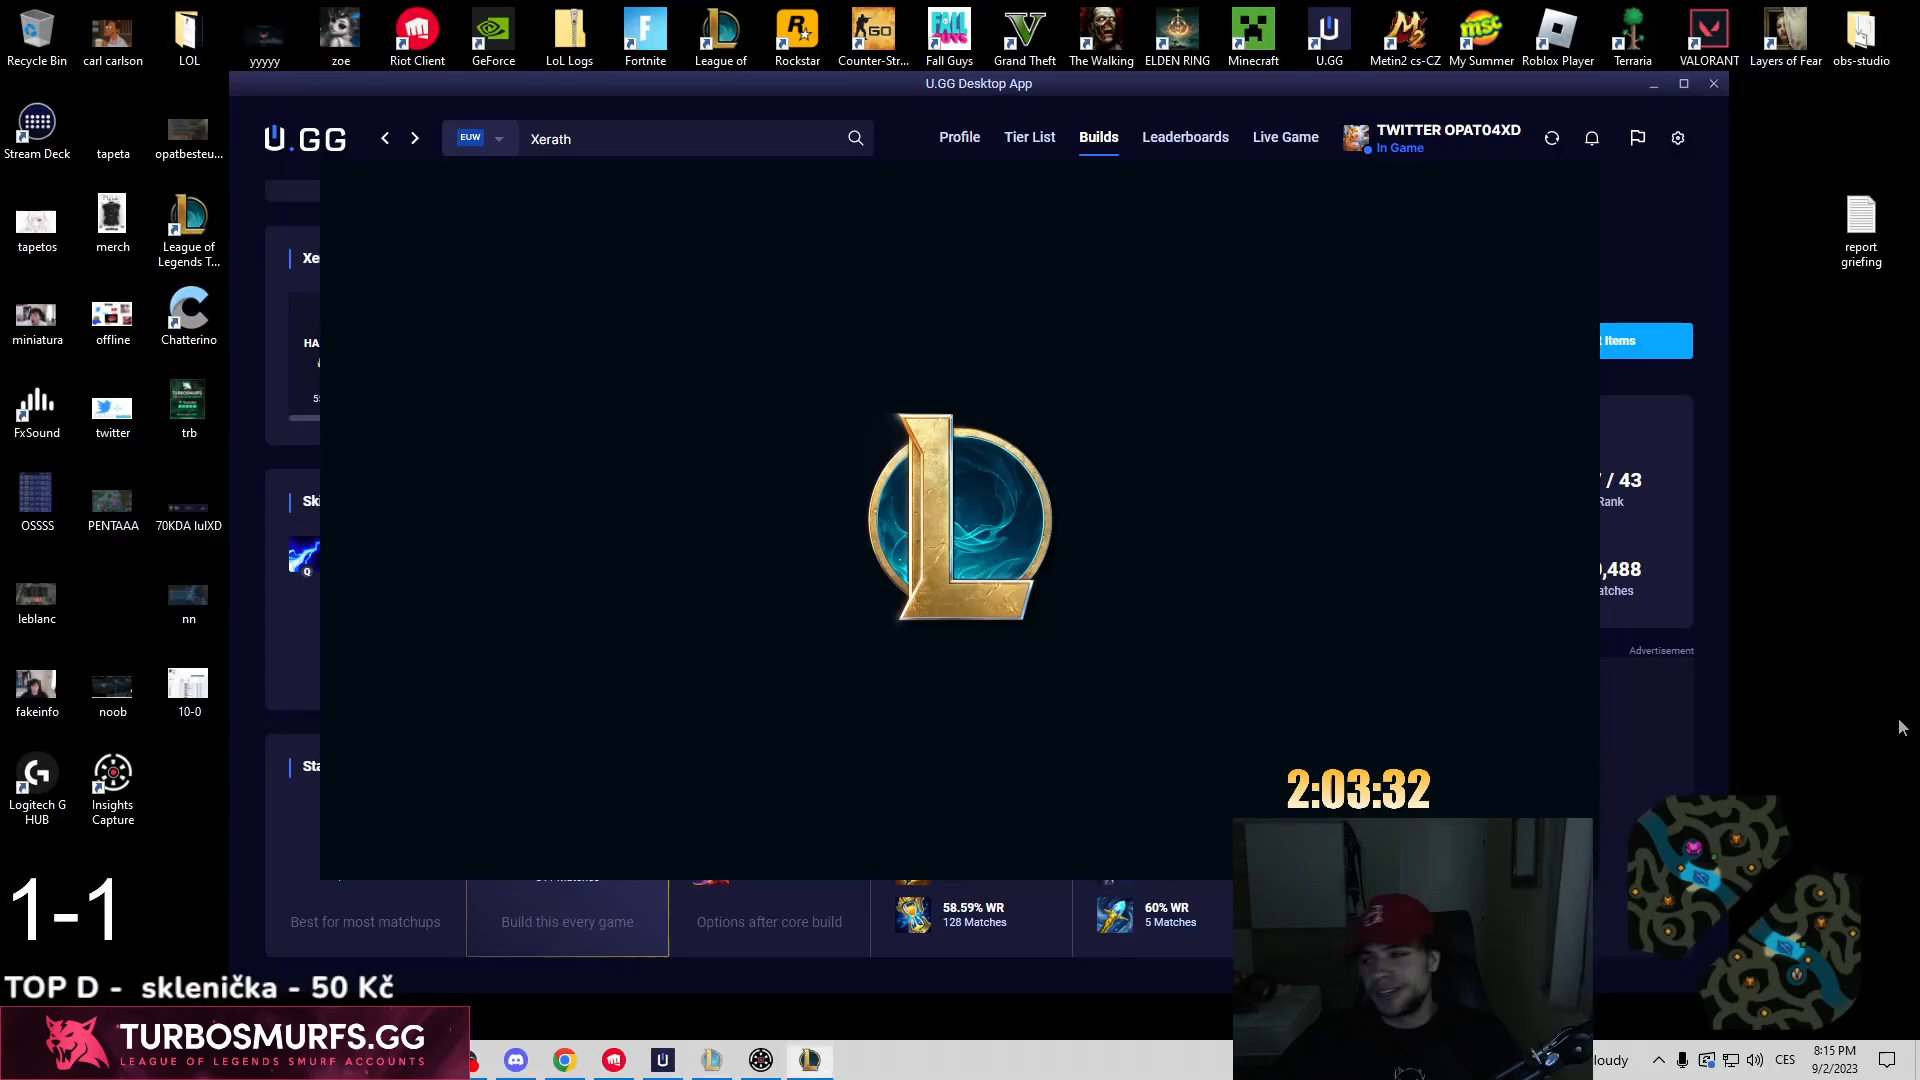 Recycle Bin
carl carlson
LOL
yyyyy
zoe
Riot Client
GeForce
LoL Logs
Fortnite
League of
Rockstar
Counter-Str...
Fall Guys
Grand Theft
The Walking
ELDEN RING
Minecraft
U.GG
Metin2 cs-CZ
My Summer
Roblox Player
Terraria
VALORANT
Layers of Fear
obs-studio
U.GG Desktop App
U.GG
EUW
Xerath
Profile
Tier List
Builds
Leaderboards
Live Game
TWITTER OPAT04XD
In Game
Stream Deck
tapeta
opatbesteu...
tapetos
merch
League of
Legends T...
report
griefing
Xe
miniatura
offline
Chatterino
HA
Items
FxSound
twitter
trb
/ 43
Rank
Ski
Q
OSSSS
PENTAAA
70KDA lulXD
,488
atches
leblanc
nn
Advertisement
fakeinfo
noob
10-0
Sta
2:03:32
Logitech G
HUB
Insights
Capture
1-1
Best for most matchups
Build this every game
Options after core build
58.59% WR
128 Matches
60% WR
5 Matches
TOP D - sklenička - 50 Kč
TURBOSMURFS.GG
LEAGUE OF LEGENDS SMURF ACCOUNTS
loudy
CES
8:15 PM
9/2/2023